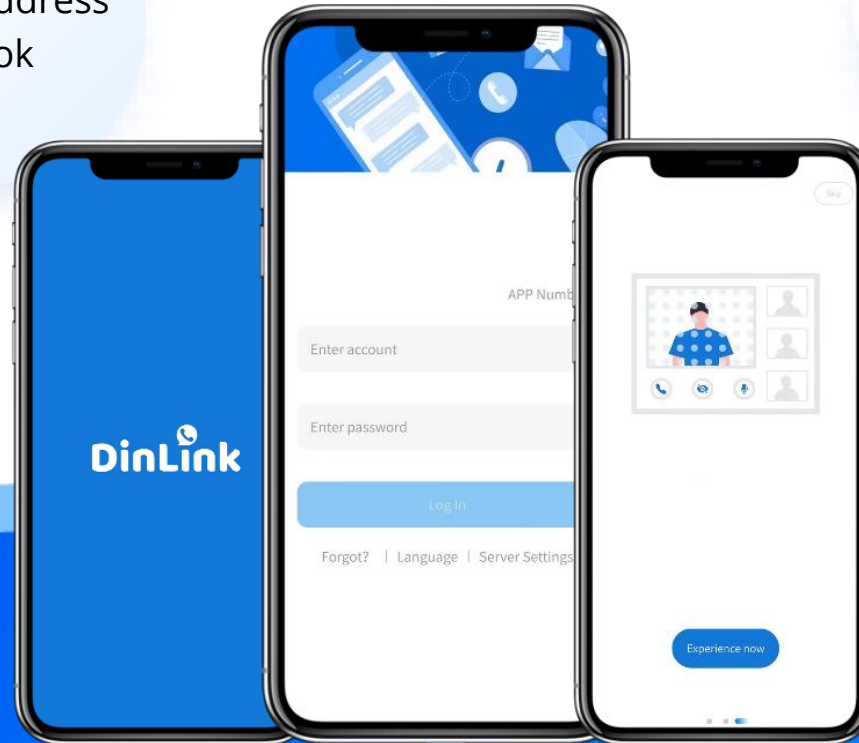 ddress
ok
DinLink
APP Numb
Enter account
Enter password
Log In
Forgot? | Language | Server Settings
Skip
Experience now